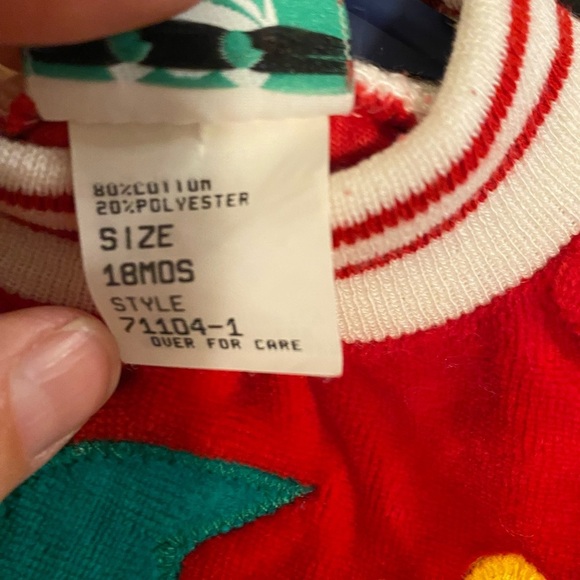 80%COTTON
20%POLYESTER
SIZE
18MOS
STYLE
71104-1
OVER FOR CARE